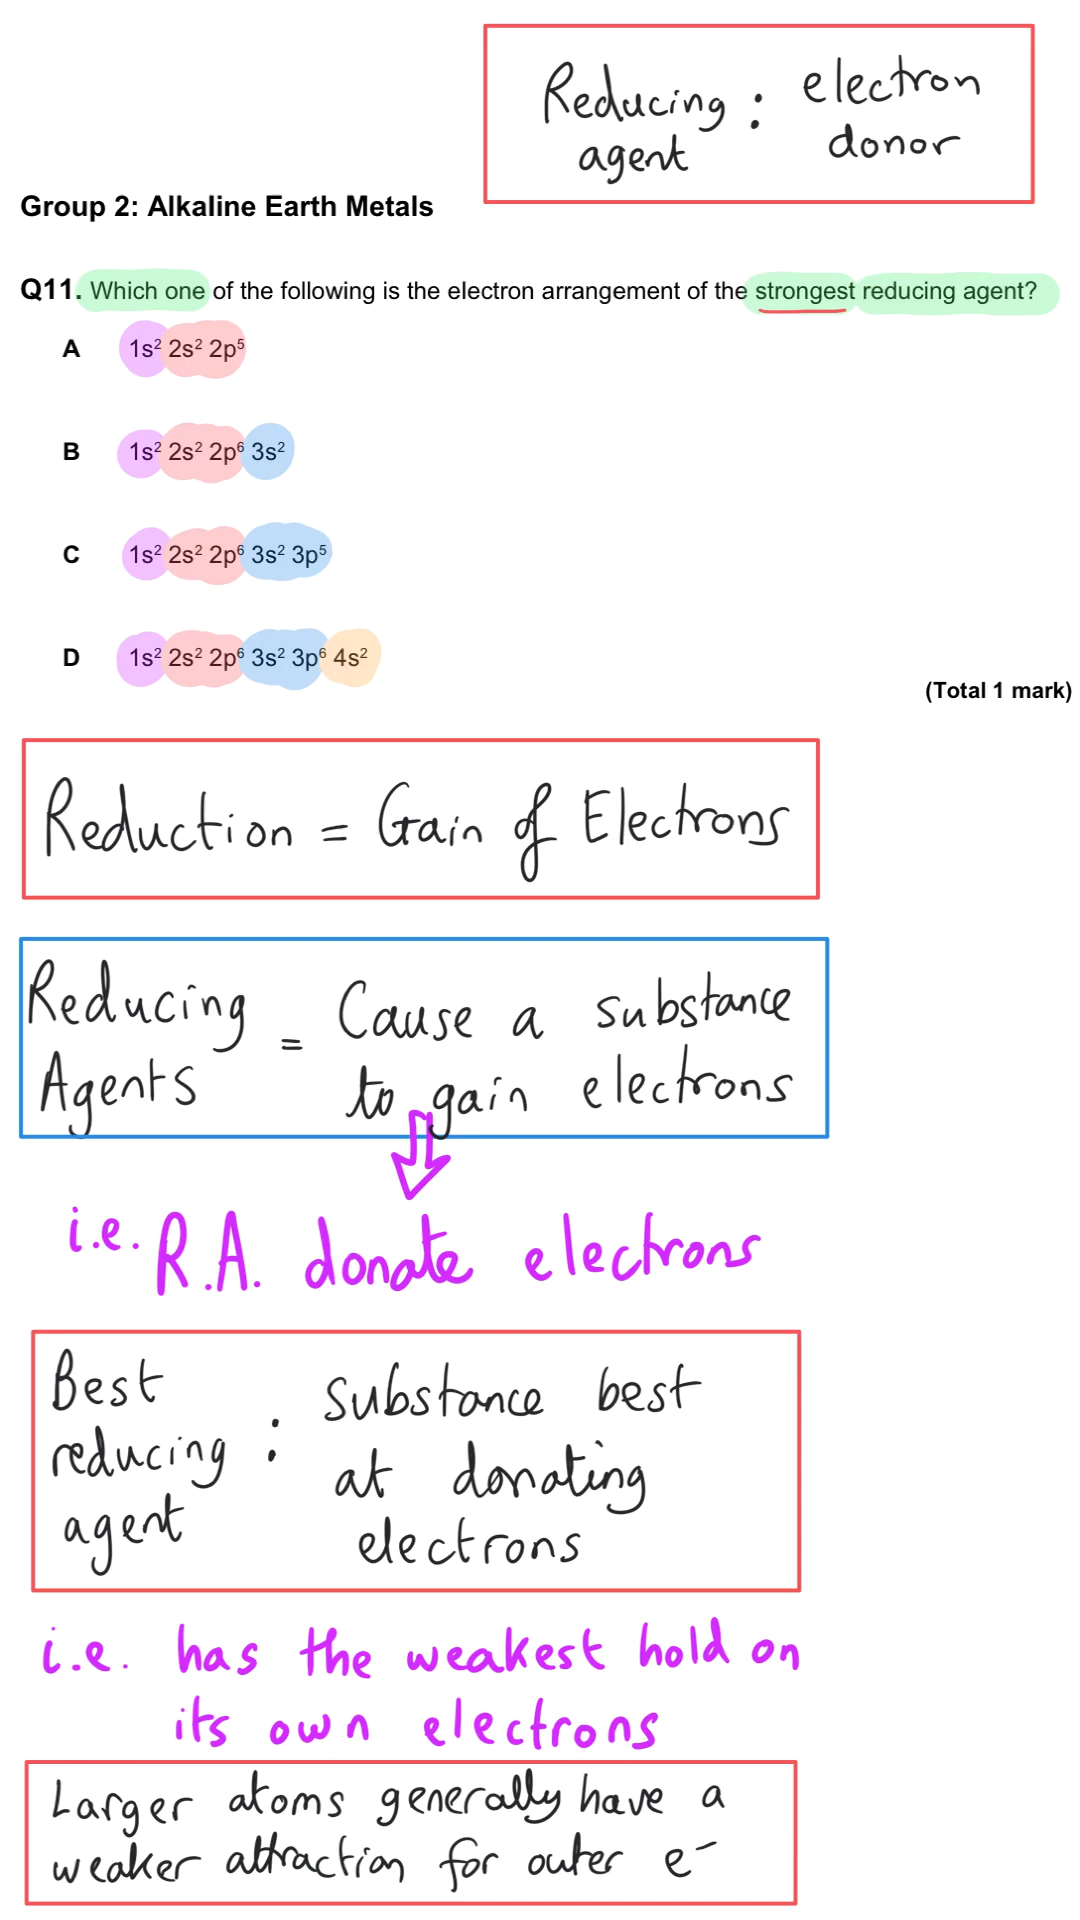 Reducing : electron
agent donor
Group 2: Alkaline Earth Metals
Q11. Which one of the following is the electron arrangement of the strongest reducing agent?
A 1s² 2s² 2p⁵
B 1s² 2s² 2p⁶ 3s²
C 1s² 2s² 2p⁶ 3s² 3p⁵
D 1s² 2s² 2p⁶ 3s² 3p⁶ 4s²
(Total 1 mark)
Reduction = Gain of Electrons
Reducing = Cause a substance
Agents to gain electrons
i.e. R.A. donate electrons
Best substance best
reducing : at donating
agent electrons
i.e. has the weakest hold on
its own electrons
Larger atoms generally have a
weaker attraction for outer e⁻